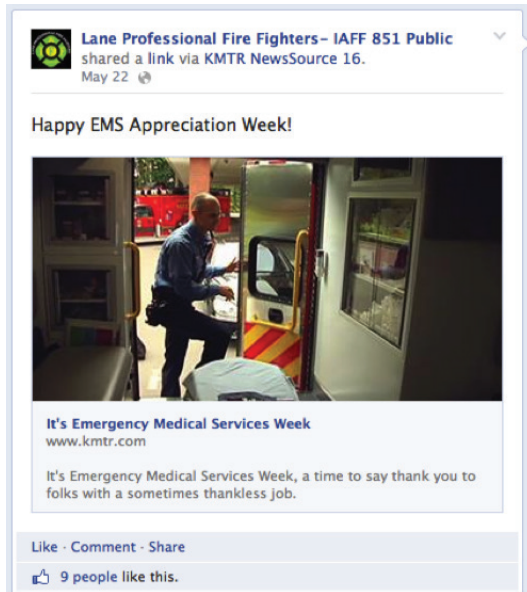 Lane Professional Fire Fighters- IAFF 851 Public
shared a link via KMTR NewsSource 16.
May 22
Happy EMS Appreciation Week!
It's Emergency Medical Services Week
www.kmtr.com
It's Emergency Medical Services Week, a time to say thank you to
folks with a sometimes thankless job.
Like · Comment · Share
9 people like this.